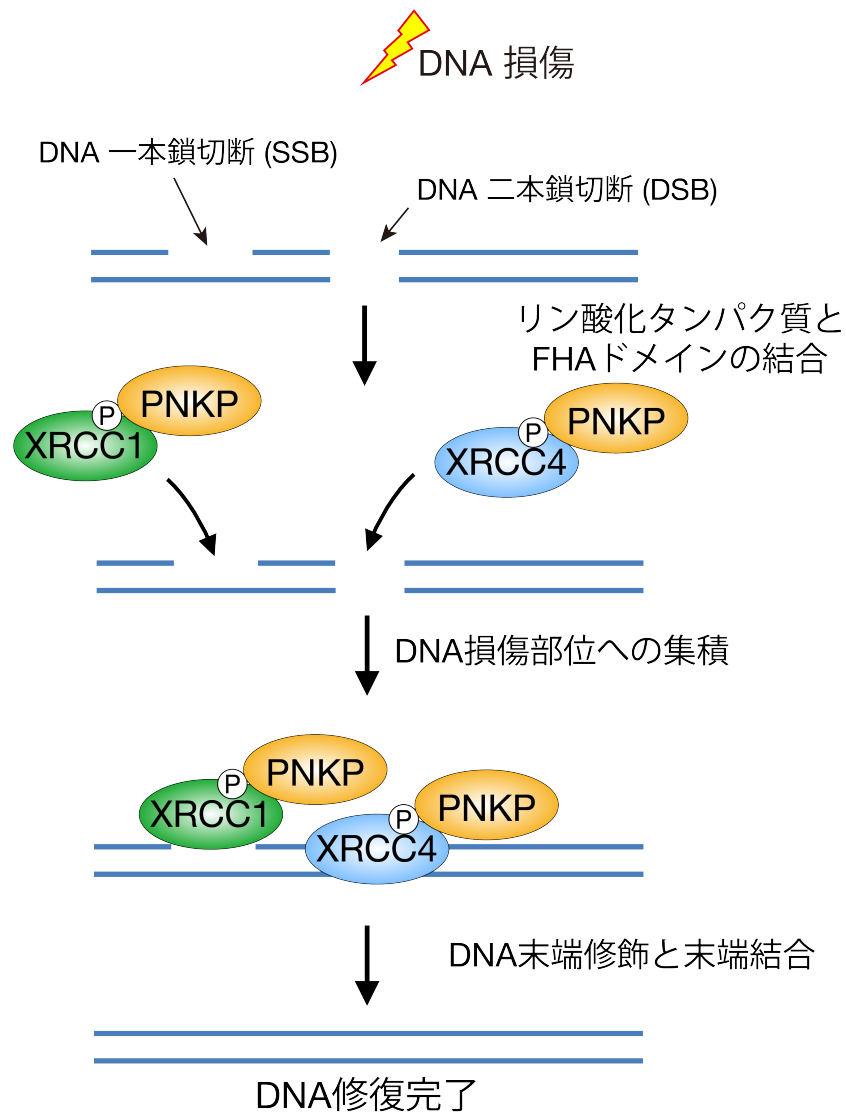 DNA 損傷
DNA 一本鎖切断 (SSB)
DNA 二本鎖切断 (DSB)
リン酸化タンパク質と
FHAドメインの結合
P
PNKP
XRCC1
P
PNKP
XRCC4
DNA損傷部位への集積
P
PNKP
XRCC1
P
PNKP
XRCC4
DNA末端修飾と末端結合
DNA修復完了